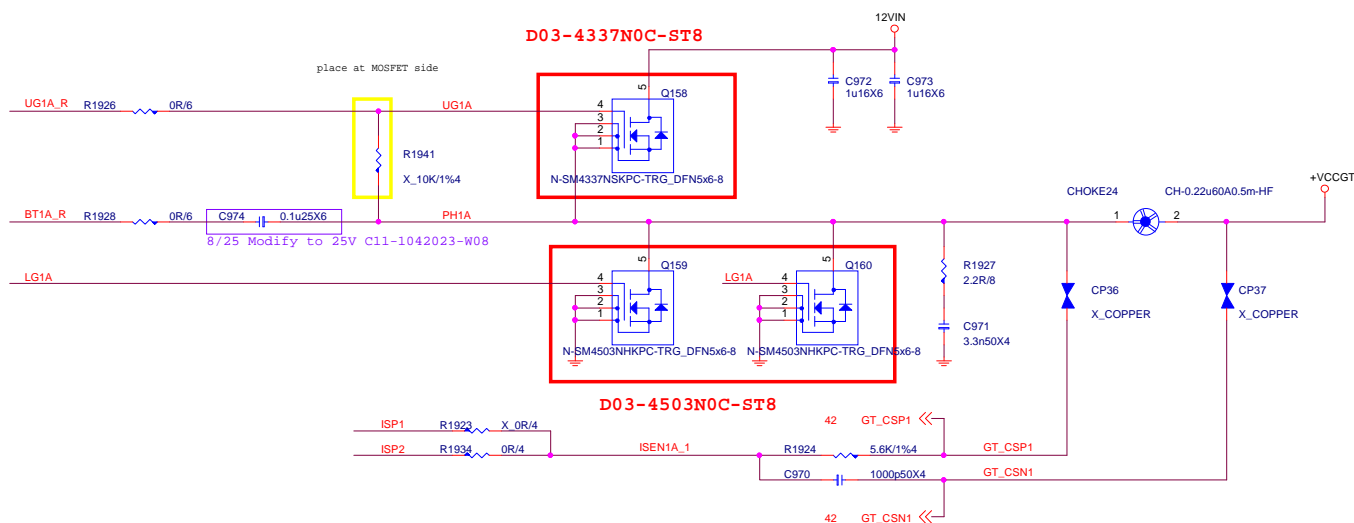 12VIN
D03-4337N0C-ST8
place at MOSFET side
UG1A_R R1926 0R/6 UG1A
5 Q158
4
3
2
1
N-SM4337NSKPC-TRG_DFN5x6-8
C972
1u16X6
C973
1u16X6
R1941
X_10K/1%4
BT1A_R R1928 0R/6 C974 0.1u25X6 PH1A
8/25 Modify to 25V C11-1042023-W08
CHOKE24 CH-0.22u60A0.5m-HF
1 2
+VCCGT
LG1A
5 Q159
4
3
2
1
N-SM4503NHKPC-TRG_DFN5x6-8
LG1A
5 Q160
4
3
2
1
N-SM4503NHKPC-TRG_DFN5x6-8
R1927
2.2R/8
C971
3.3n50X4
CP36
X_COPPER
CP37
X_COPPER
D03-4503N0C-ST8
ISP1 R1923 X_0R/4
ISP2 R1934 0R/4
ISEN1A_1
42 GT_CSP1
R1924 5.6K/1%4 GT_CSP1
C970 1000p50X4 GT_CSN1
42 GT_CSN1